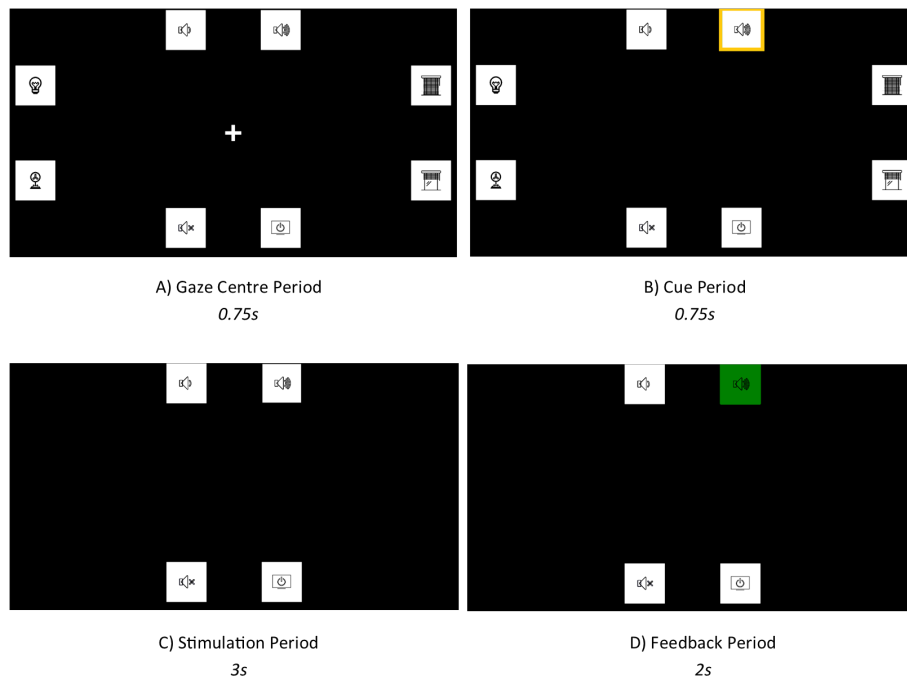 A) Gaze Centre Period
0.75s
B) Cue Period
0.75s
C) Stimulation Period
3s
D) Feedback Period
2s